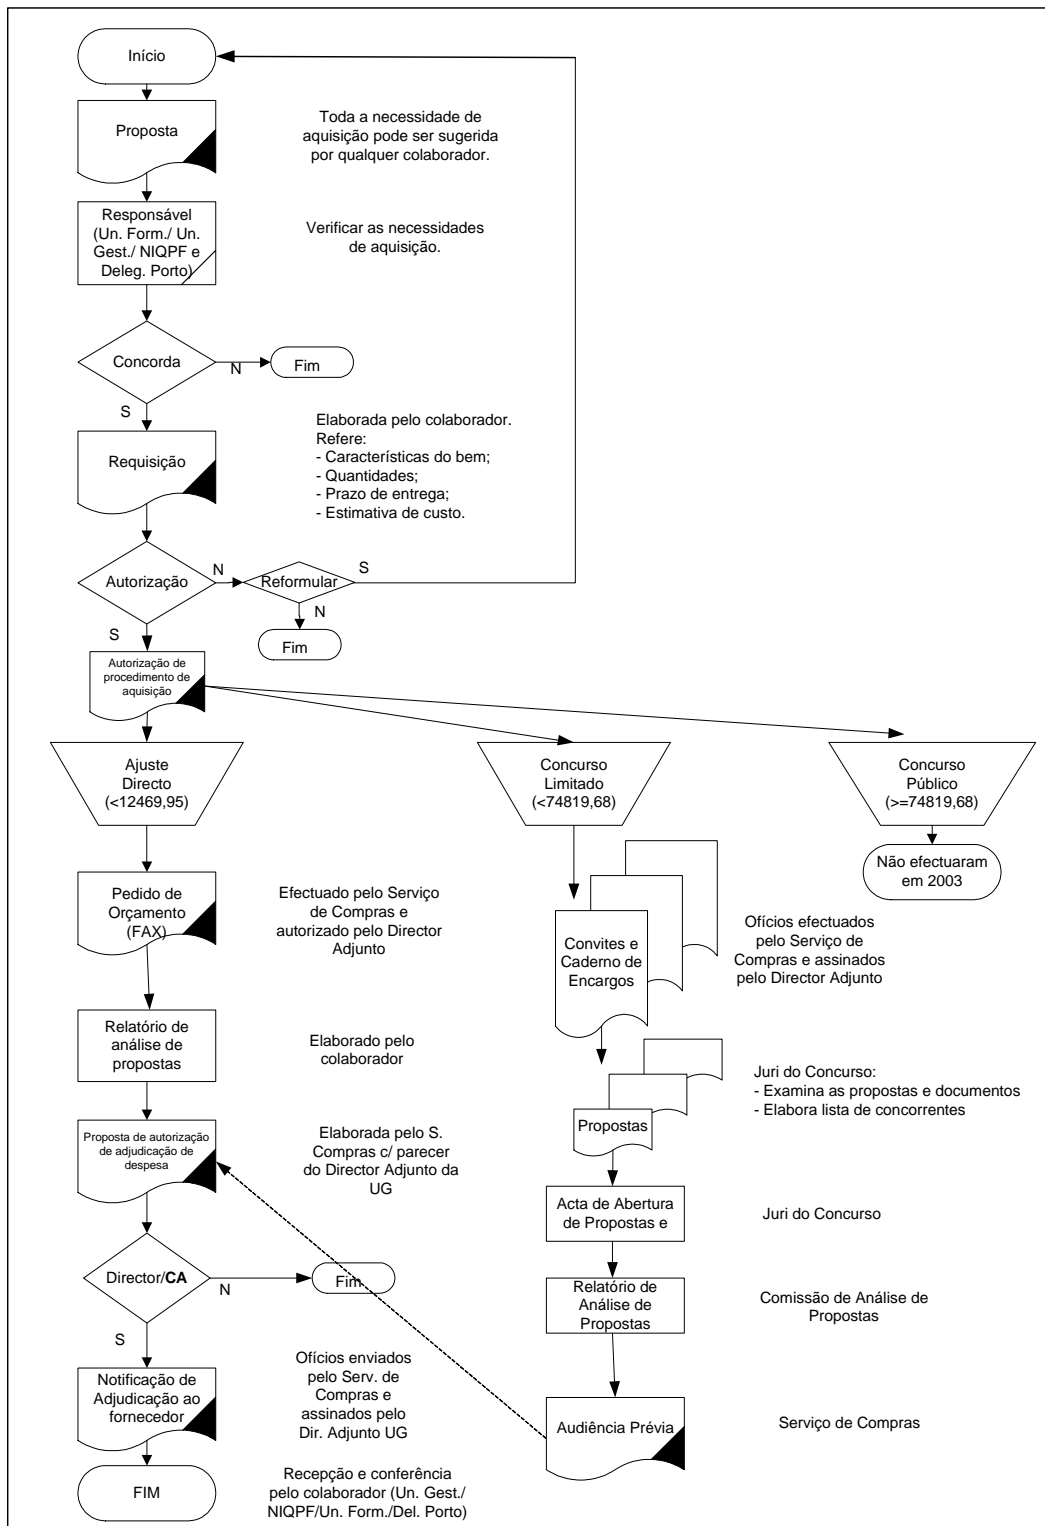 Início
Proposta
Toda a necessidade de
aquisição pode ser sugerida
por qualquer colaborador.
Responsável
(Un. Form./ Un.
Gest./ NIQPF e
Deleg. Porto)
Verificar as necessidades
de aquisição.
Concorda
N
Fim
S
Requisição
Elaborada pelo colaborador.
Refere:
- Características do bem;
- Quantidades;
- Prazo de entrega;
- Estimativa de custo.
Autorização
N
Reformular
S
N
Fim
S
Autorização de
procedimento de
aquisição
Ajuste
Directo
(<12469,95)
Concurso
Limitado
(<74819,68)
Concurso
Público
(>=74819,68)
Não efectuaram
em 2003
Pedido de
Orçamento
(FAX)
Efectuado pelo Serviço
de Compras e
autorizado pelo Director
Adjunto
Convites e
Caderno de
Encargos
Ofícios efectuados
pelo Serviço de
Compras e assinados
pelo Director Adjunto
Relatório de
análise de
propostas
Elaborado pelo
colaborador
Propostas
Juri do Concurso:
- Examina as propostas e documentos
- Elabora lista de concorrentes
Proposta de autorização
de adjudicação de
despesa
Elaborada pelo S.
Compras c/ parecer
do Director Adjunto da
UG
Acta de Abertura
de Propostas e
Juri do Concurso
Director/CA
N
Fim
S
Relatório de
Análise de
Propostas
Comissão de Análise de
Propostas
Notificação de
Adjudicação ao
fornecedor
Ofícios enviados
pelo Serv. de
Compras e
assinados pelo
Dir. Adjunto UG
Audiência Prévia
Serviço de Compras
FIM
Recepção e conferência
pelo colaborador (Un. Gest./
NIQPF/Un. Form./Del. Porto)